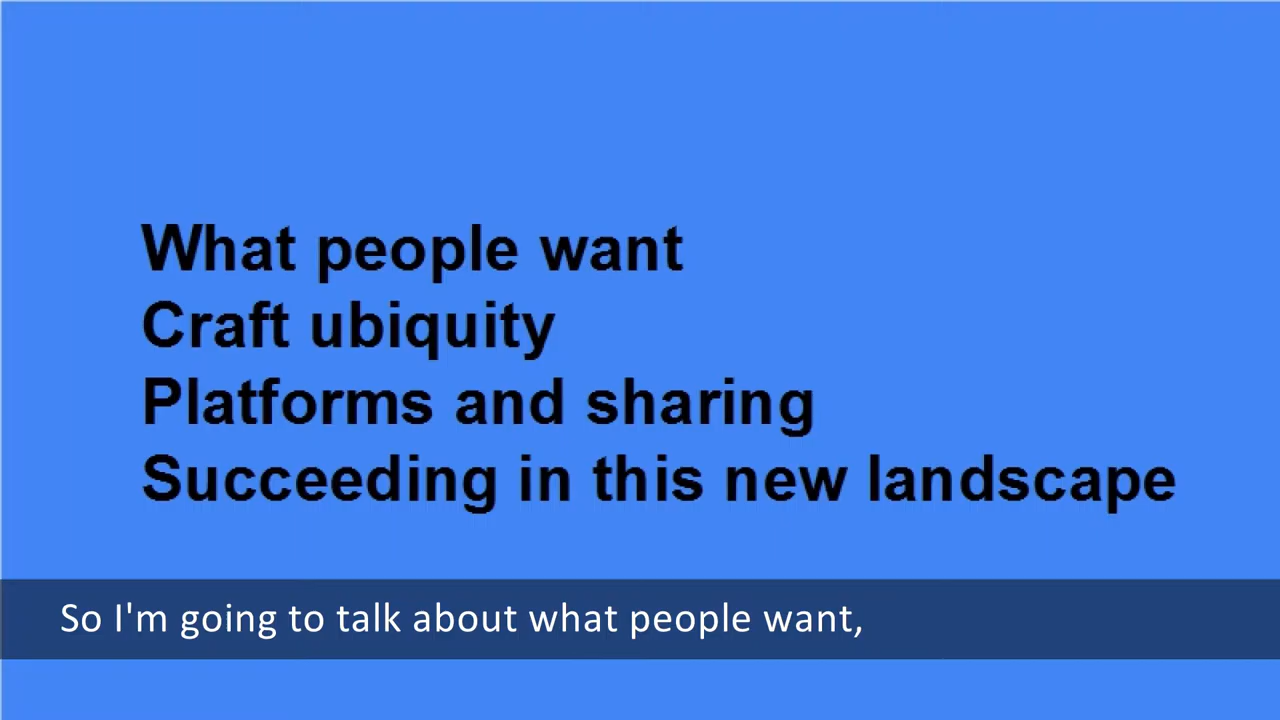 What people want
Craft ubiquity
Platforms and sharing
Succeeding in this new landscape
So I'm going to talk about what people want,